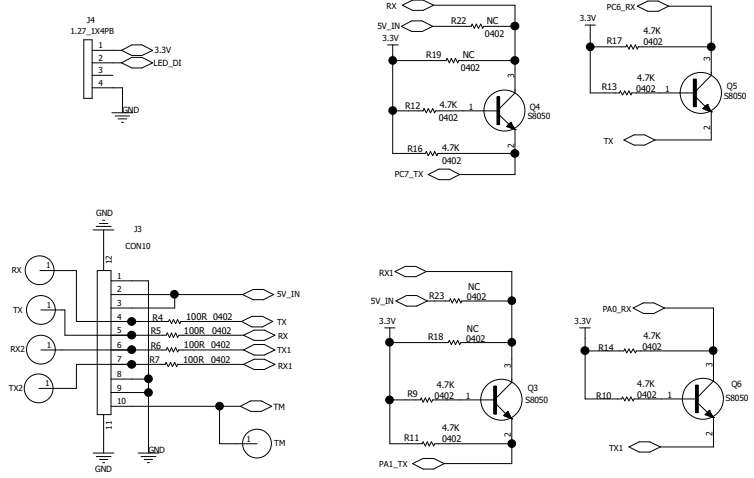 J4
1.27_1X4PB
1
3.3V
2
LED_DI
3
4
GND
RX
5V_IN
R22
NC
0402
3.3V
R19
NC
0402
3
R12
4.7K
0402
1
Q4
S8050
R16
4.7K
0402
2
PC7_TX
PC6_RX
3.3V
R17
4.7K
0402
3
R13
4.7K
0402
1
Q5
S8050
2
TX
GND
J3
CON10
12
RX
1
1
2
5V_IN
3
TX
1
4
R4
100R 0402
TX
5
R5
100R 0402
RX
RX2
1
6
R6
100R 0402
TX1
7
R7
100R 0402
RX1
TX2
1
8
9
10
TM
11
1
TM
GND
GND
RX1
5V_IN
R23
NC
0402
3.3V
R18
NC
0402
3
R9
4.7K
0402
1
Q3
S8050
R11
4.7K
0402
2
PA1_TX
PA0_RX
3.3V
R14
4.7K
0402
3
R10
4.7K
0402
1
Q6
S8050
2
TX1